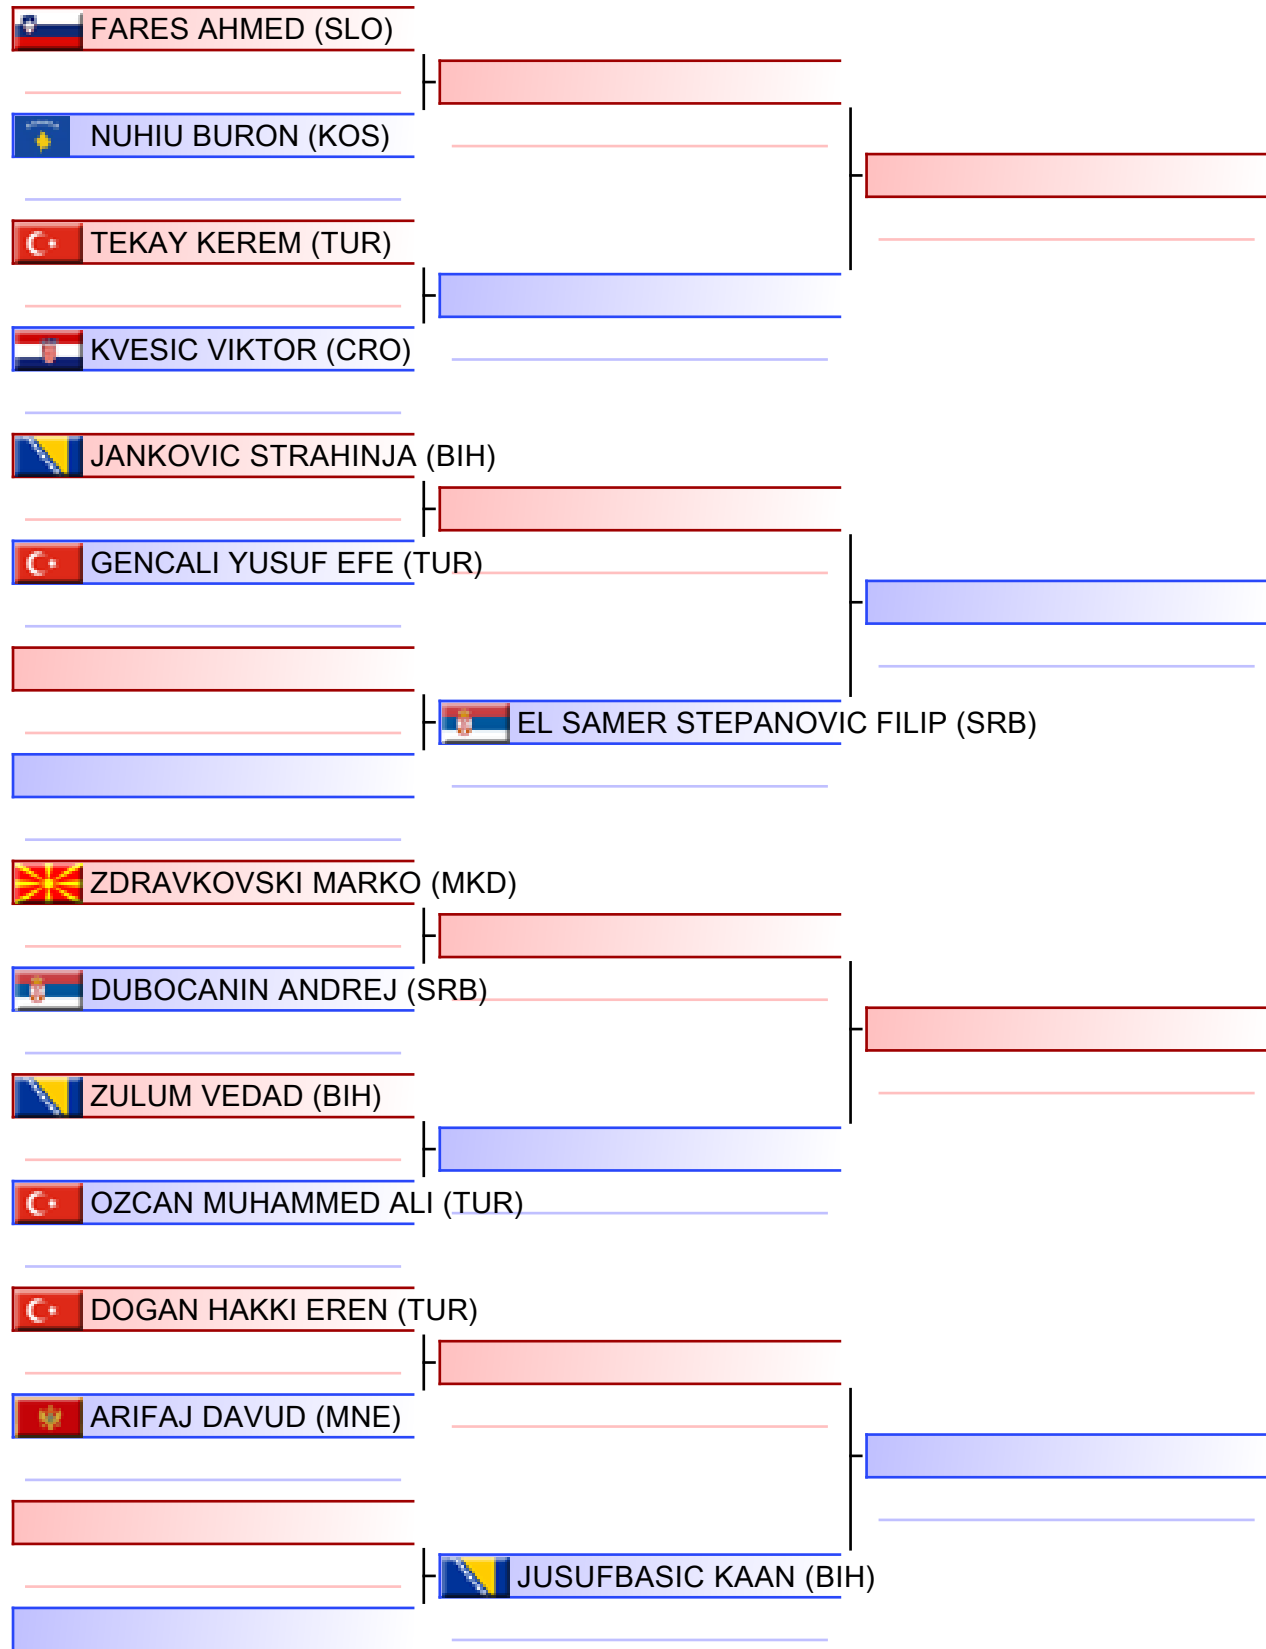 FARES AHMED (SLO)
NUHIU BURON (KOS)
TEKAY KEREM (TUR)
KVESIC VIKTOR (CRO)
JANKOVIC STRAHINJA (BIH)
GENCALI YUSUF EFE (TUR)
EL SAMER STEPANOVIC FILIP (SRB)
ZDRAVKOVSKI MARKO (MKD)
DUBOCANIN ANDREJ (SRB)
ZULUM VEDAD (BIH)
OZCAN MUHAMMED ALI (TUR)
DOGAN HAKKI EREN (TUR)
ARIFAJ DAVUD (MNE)
JUSUFBASIC KAAN (BIH)